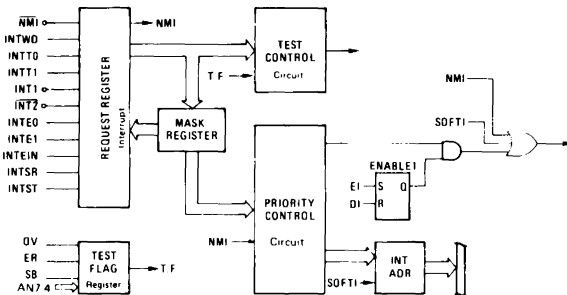 NMI
INTWD
INTT0
INTT1
INT1
INT2
INTE0
INTE1
INTEIN
INTSR
INTST
REQUEST REGISTER
Interrupt
NMI
TEST
CONTROL
Circuit
T F
MASK
REGISTER
PRIORITY
CONTROL
Circuit
NMI
NMI
SOFTI
ENABLE1
EI
DI
S
R
Q
INT
ADR
SOFTI
OV
ER
SB
AN7 4
TEST
FLAG
Register
T.F